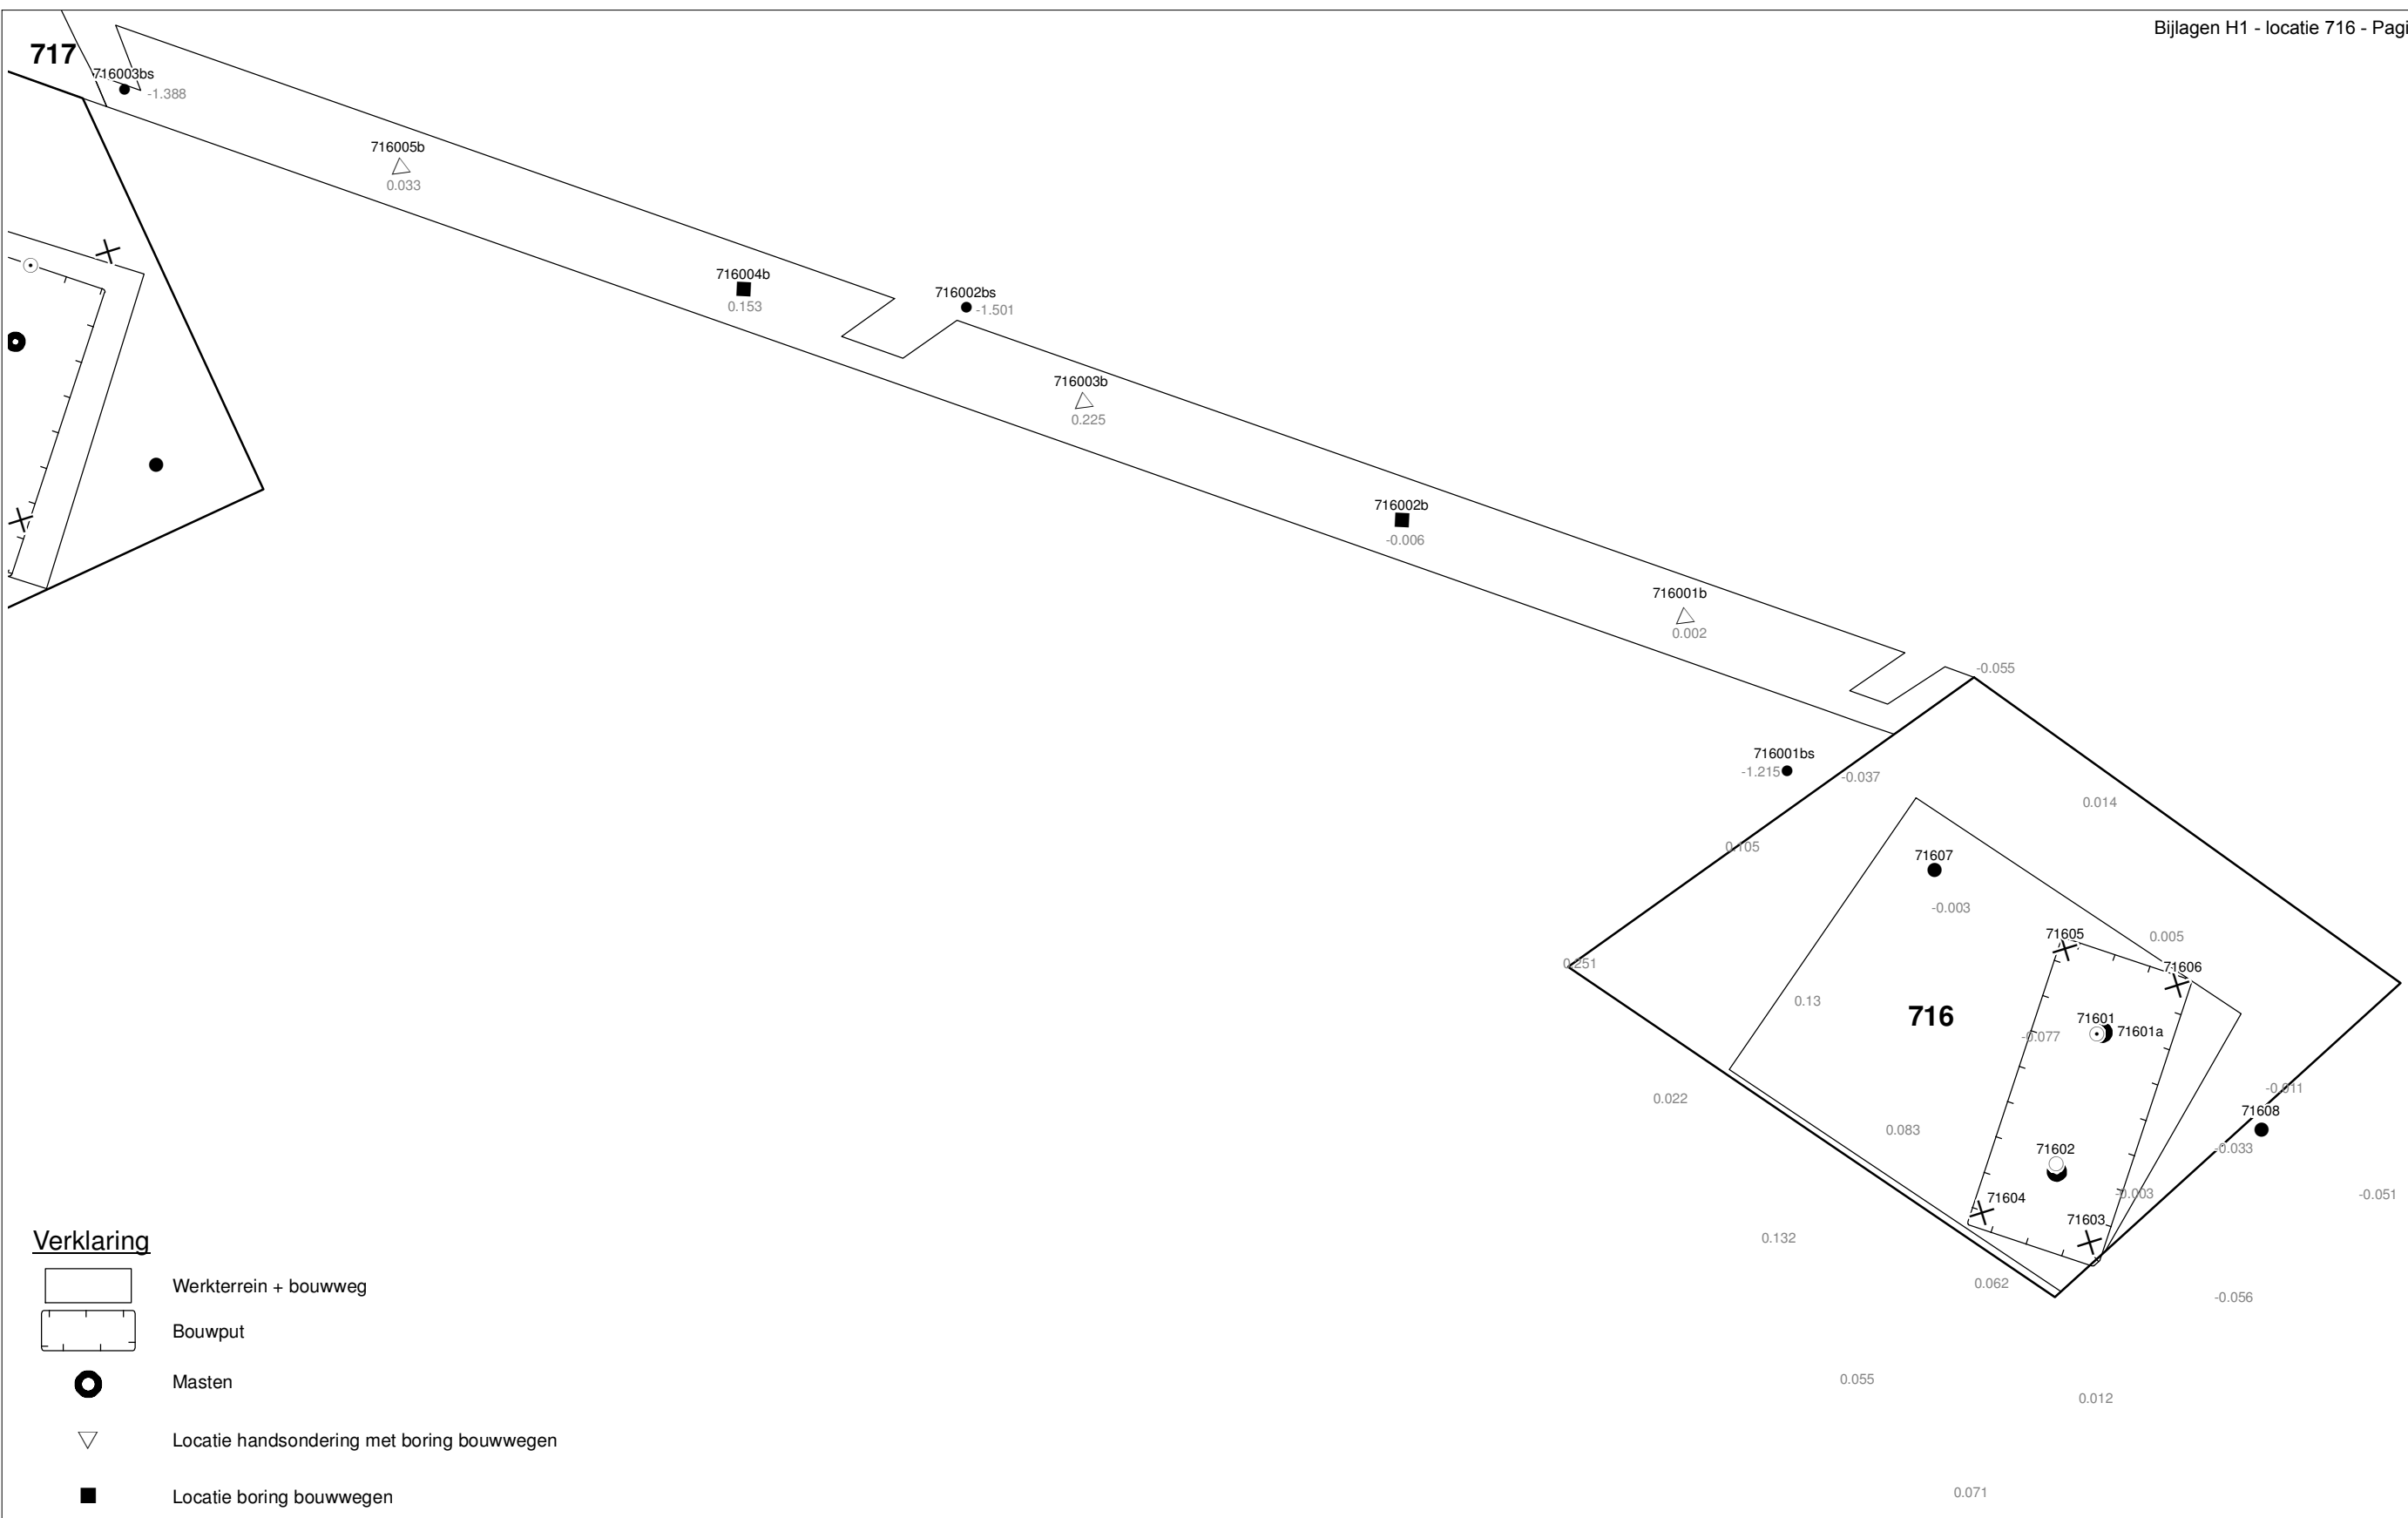 Bijlagen H1 - locatie 716 - Pagi
717
716003bs
-1.388
716005b
0.033
716004b
0.153
716002bs
-1.501
716003b
0.225
716002b
-0.006
716001b
0.002
-0.055
716001bs
-1.215
-0.037
0.014
0.105
71607
-0.003
71605
0.005
0.251
71606
0.13
716
71601
71601a
-0.077
-0.011
0.022
71608
0.083
-0.033
71602
-0.003
-0.051
71604
71603
0.132
0.062
-0.056
0.055
0.012
0.071
Verklaring
Werkterrein + bouwweg
Bouwput
Masten
Locatie handsondering met boring bouwwegen
Locatie boring bouwwegen